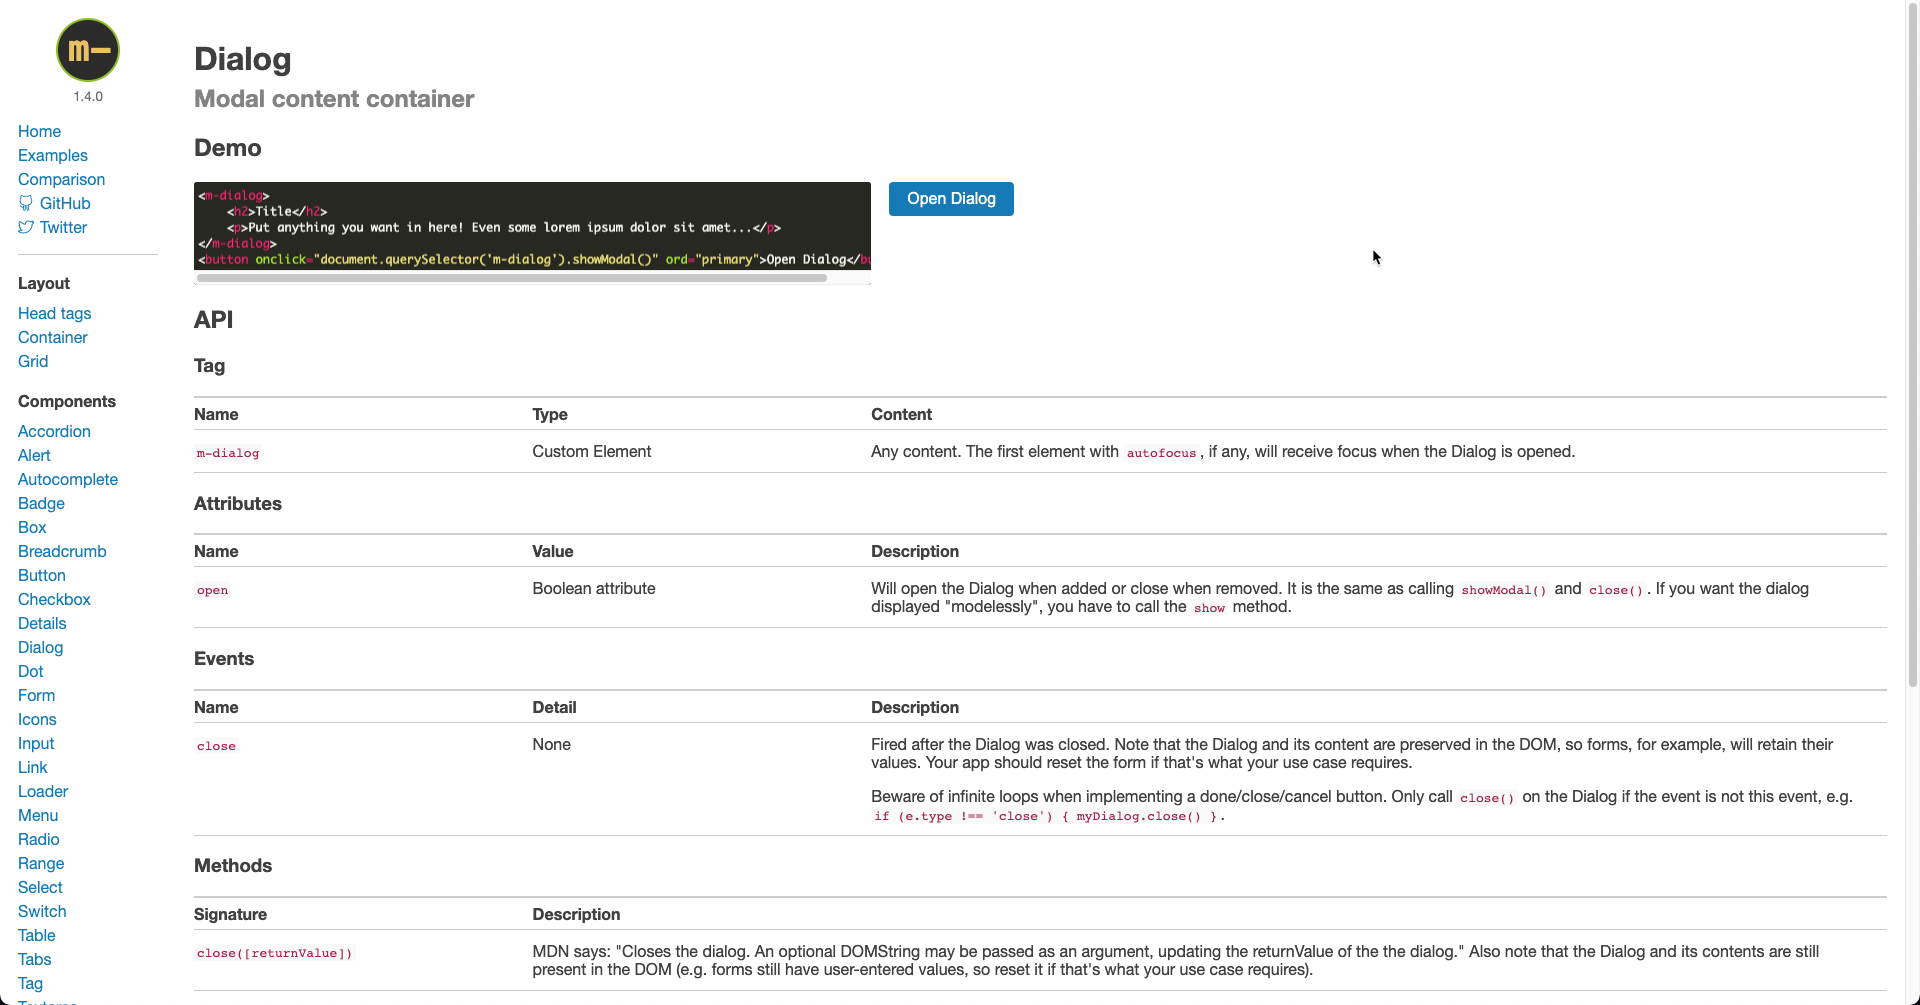 m–
1.4.0
Home
Examples
Comparison
GitHub
Twitter
Layout
Head tags
Container
Grid
Components
Accordion
Alert
Autocomplete
Badge
Box
Breadcrumb
Button
Checkbox
Details
Dialog
Dot
Form
Icons
Input
Link
Loader
Menu
Radio
Range
Select
Switch
Table
Tabs
Tag
Dialog
Modal content container
Demo
<m-dialog>
<h2>Title</h2>
<p>Put anything you want in here! Even some lorem ipsum dolor sit amet...</p>
</m-dialog>
<button onclick="document.querySelector('m-dialog').showModal()" ord="primary">Open Dialog</bu
Open Dialog
API
Tag
Name Type Content
m-dialog Custom Element Any content. The first element with autofocus, if any, will receive focus when the Dialog is opened.
Attributes
Name Value Description
open Boolean attribute Will open the Dialog when added or close when removed. It is the same as calling showModal() and close(). If you want the dialog
displayed "modelessly", you have to call the show method.
Events
Name Detail Description
close None Fired after the Dialog was closed. Note that the Dialog and its content are preserved in the DOM, so forms, for example, will retain their
values. Your app should reset the form if that's what your use case requires.
Beware of infinite loops when implementing a done/close/cancel button. Only call close() on the Dialog if the event is not this event, e.g.
if (e.type !== 'close') { myDialog.close() }.
Methods
Signature Description
close([returnValue]) MDN says: "Closes the dialog. An optional DOMString may be passed as an argument, updating the returnValue of the the dialog." Also note that the Dialog and its contents are still
present in the DOM (e.g. forms still have user-entered values, so reset it if that's what your use case requires).